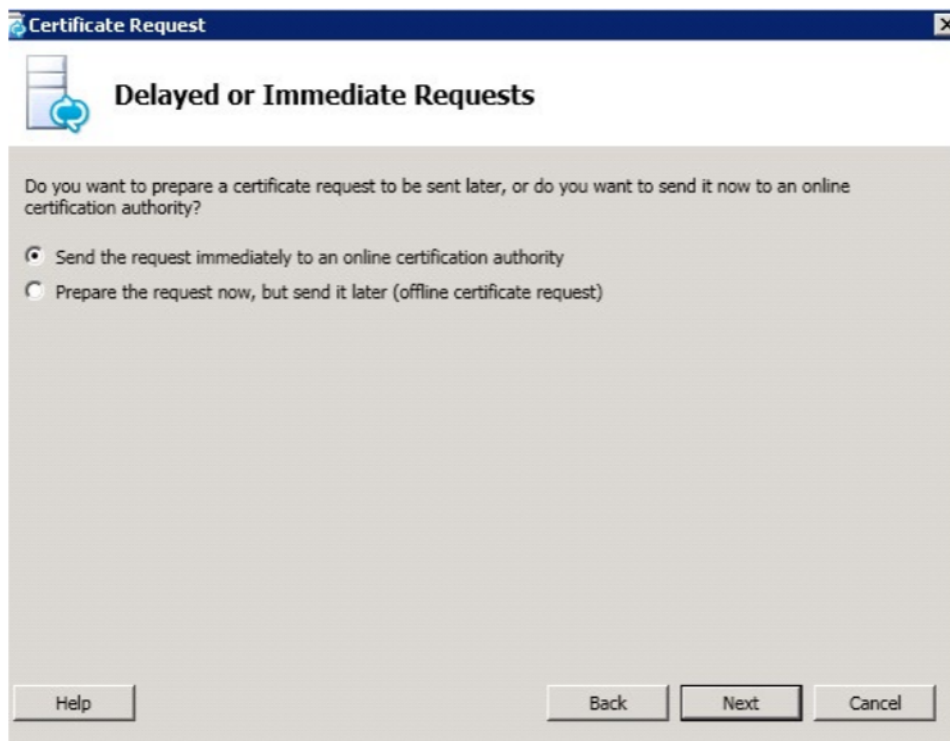 Certificate Request
Delayed or Immediate Requests
Do you want to prepare a certificate request to be sent later, or do you want to send it now to an online
certification authority?
Send the request immediately to an online certification authority
Prepare the request now, but send it later (offline certificate request)
Help
Back
Next
Cancel